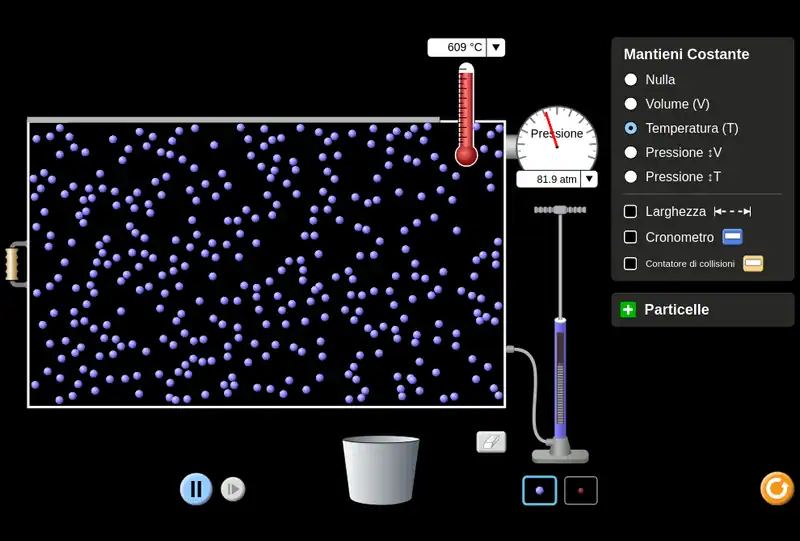 609 °C
Pressione
81.9 atm
Mantieni Costante
Nulla
Volume (V)
Temperatura (T)
Pressione ↕V
Pressione ↕T
Larghezza
Cronometro
Contatore di collisioni
Particelle